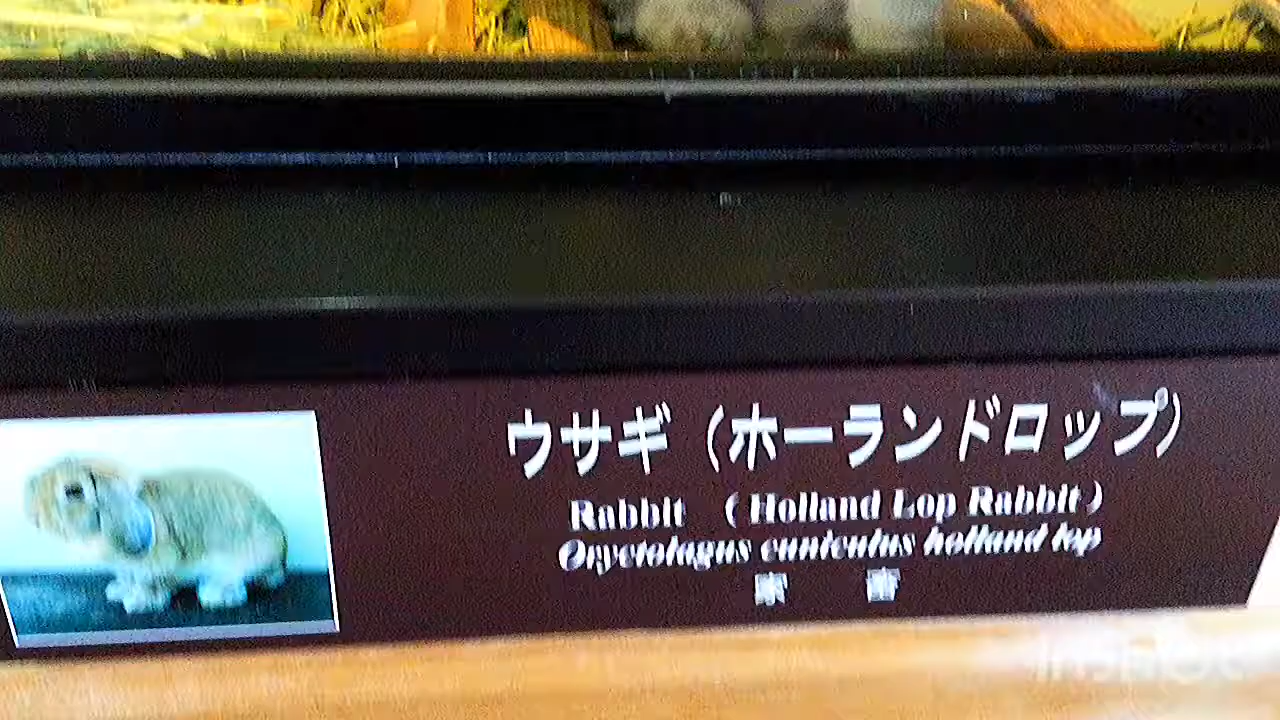 ウサギ（ホーランドロップ）
Rabbit （Holland Lop Rabbit）
Oryctolagus cuniculus holland lop
家 畜
InShot